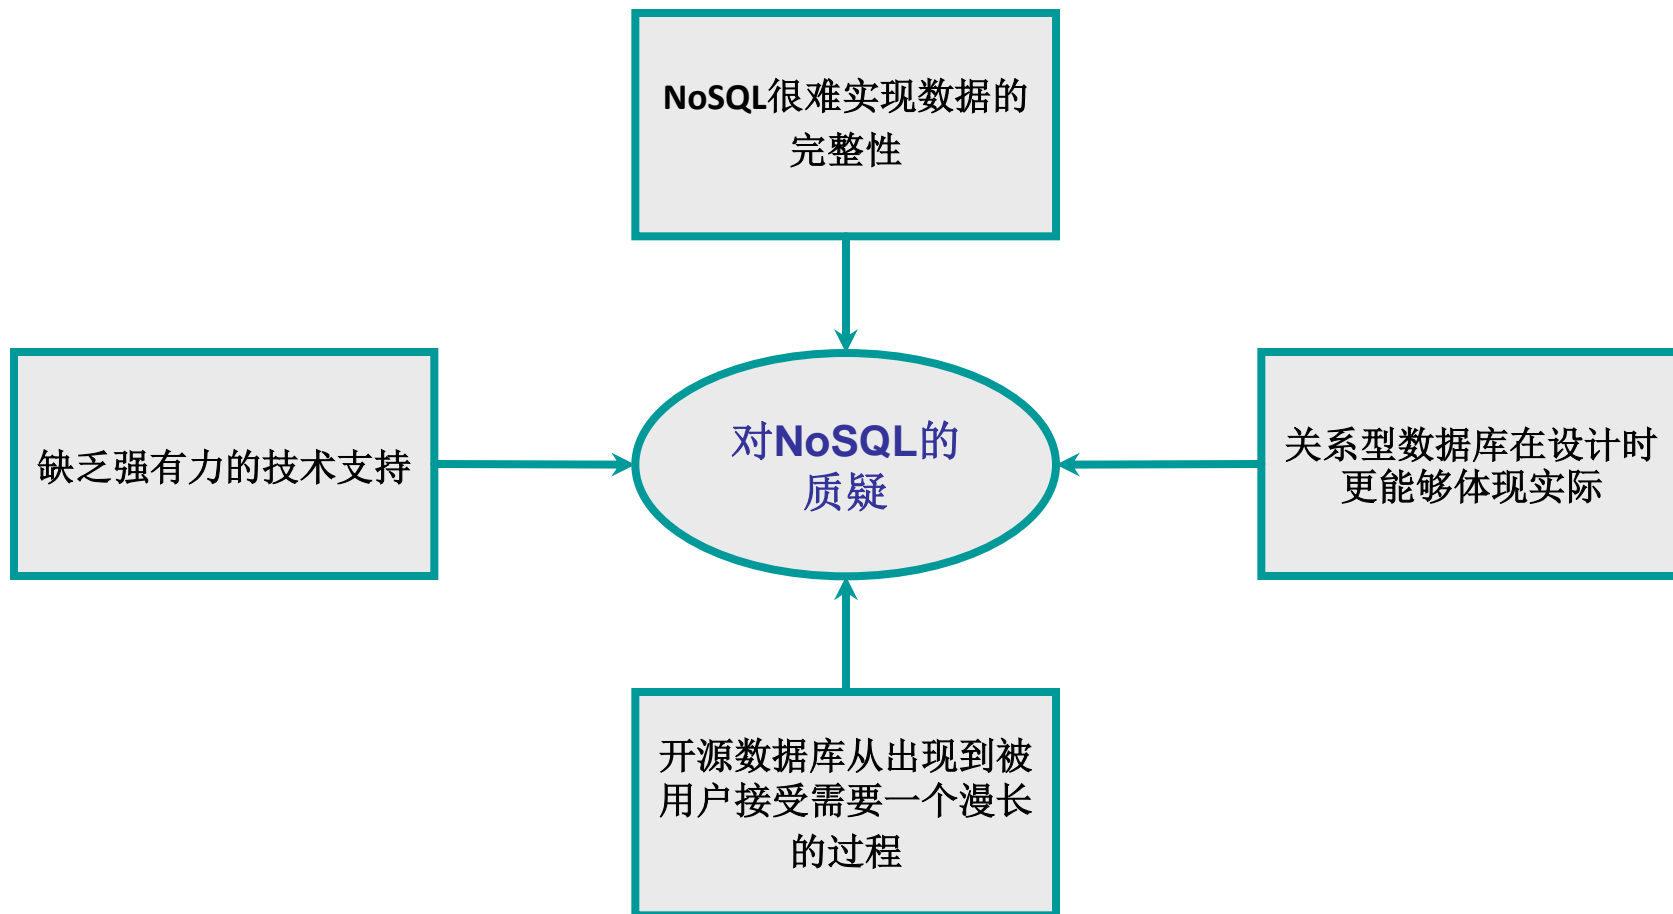 NoSQL很难实现数据的
完整性
缺乏强有力的技术支持
对NoSQL的
质疑
关系型数据库在设计时
更能够体现实际
开源数据库从出现到被
用户接受需要一个漫长
的过程